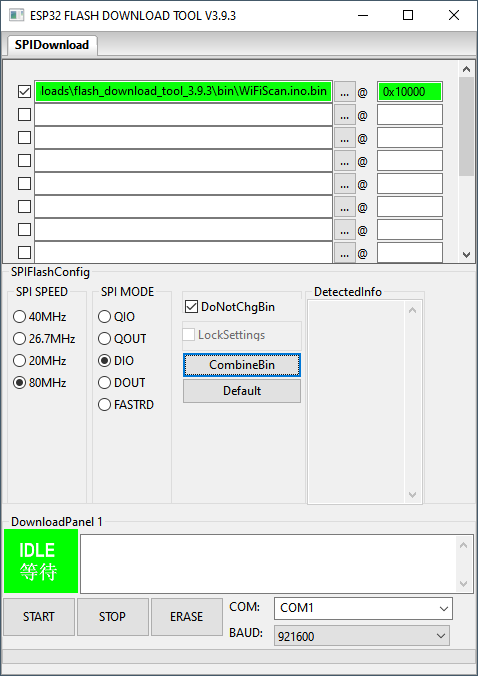 ESP32 FLASH DOWNLOAD TOOL V3.9.3
SPIDownload
loads\flash_download_tool_3.9.3\bin\WiFiScan.ino.bin ... @ 0x10000
... @
... @
... @
... @
... @
... @
... @
SPIFlashConfig
SPI SPEED
40MHz
26.7MHz
20MHz
80MHz
SPI MODE
QIO
QOUT
DIO
DOUT
FASTRD
DoNotChgBin
LockSettings
CombineBin
Default
DetectedInfo
DownloadPanel 1
IDLE
等待
START
STOP
ERASE
COM: COM1
BAUD: 921600